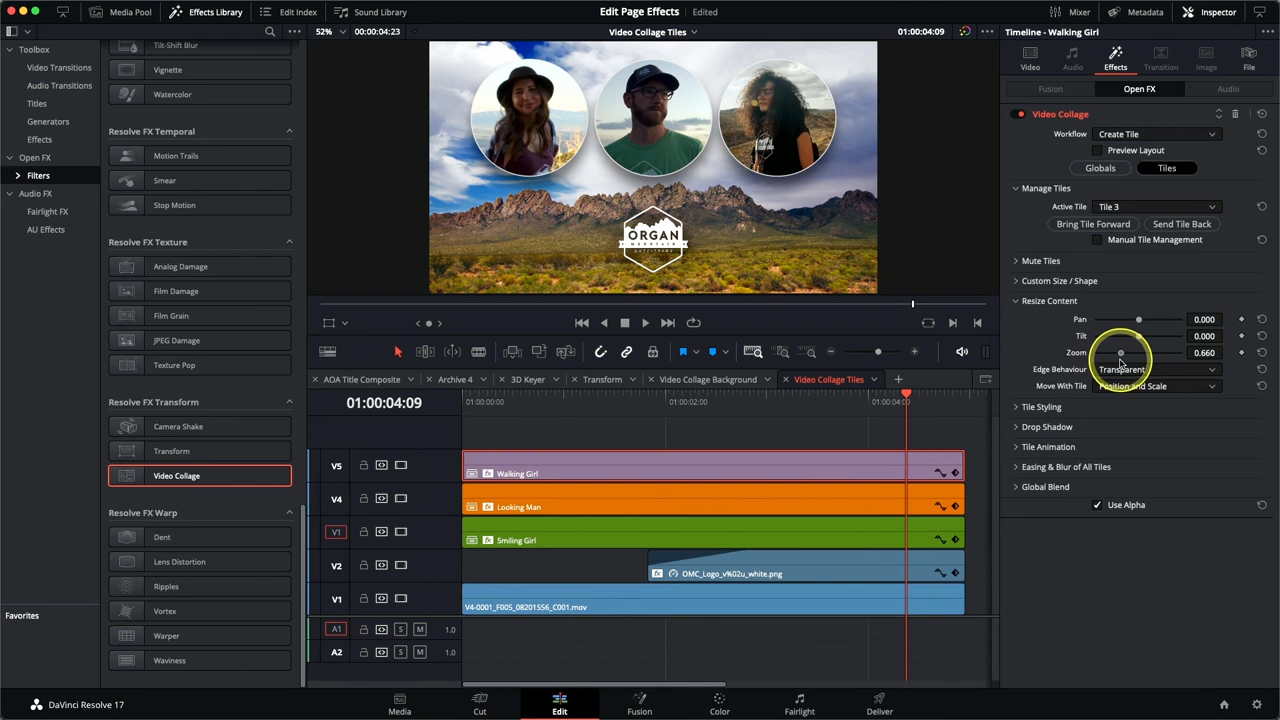 Media Pool
Effects Library
Edit Index
Sound Library
Edit Page Effects
Edited
Mixer
Metadata
Inspector
52%
00:00:04:23
Video Collage Tiles
01:00:04:09
Timeline - Walking Girl
Toolbox
Video Transitions
Audio Transitions
Titles
Generators
Effects
Open FX
Filters
Audio FX
Fairlight FX
AU Effects
Favorites
Tilt-Shift Blur
Vignette
Watercolor
Resolve FX Temporal
Motion Trails
Smear
Stop Motion
Resolve FX Texture
Analog Damage
Film Damage
Film Grain
JPEG Damage
Texture Pop
Resolve FX Transform
Camera Shake
Transform
Video Collage
Resolve FX Warp
Dent
Lens Distortion
Ripples
Vortex
Warper
Waviness
ORGAN
MOUNTAIN
OUTFITTERS
AOA Title Composite
Archive 4
3D Keyer
Transform
Video Collage Background
Video Collage Tiles
01:00:04:09
01:00:00:00
01:00:02:00
01:00:04:00
V5
Walking Girl
V4
Looking Man
V1
Smiling Girl
V2
OMC_Logo_v%02u_white.png
V1
V4-0001_F005_08201556_C001.mov
A1
S
M
1.0
A2
S
M
1.0
Video
Audio
Effects
Transition
Image
File
Fusion
Open FX
Audio
Video Collage
Workflow
Create Tile
Preview Layout
Globals
Tiles
Manage Tiles
Active Tile
Tile 3
Bring Tile Forward
Send Tile Back
Manual Tile Management
Mute Tiles
Custom Size / Shape
Resize Content
Pan
0.000
Tilt
0.000
Zoom
0.660
Edge Behaviour
Transparent
Move With Tile
Position and Scale
Tile Styling
Drop Shadow
Tile Animation
Easing & Blur of All Tiles
Global Blend
Use Alpha
DaVinci Resolve 17
Media
Cut
Edit
Fusion
Color
Fairlight
Deliver